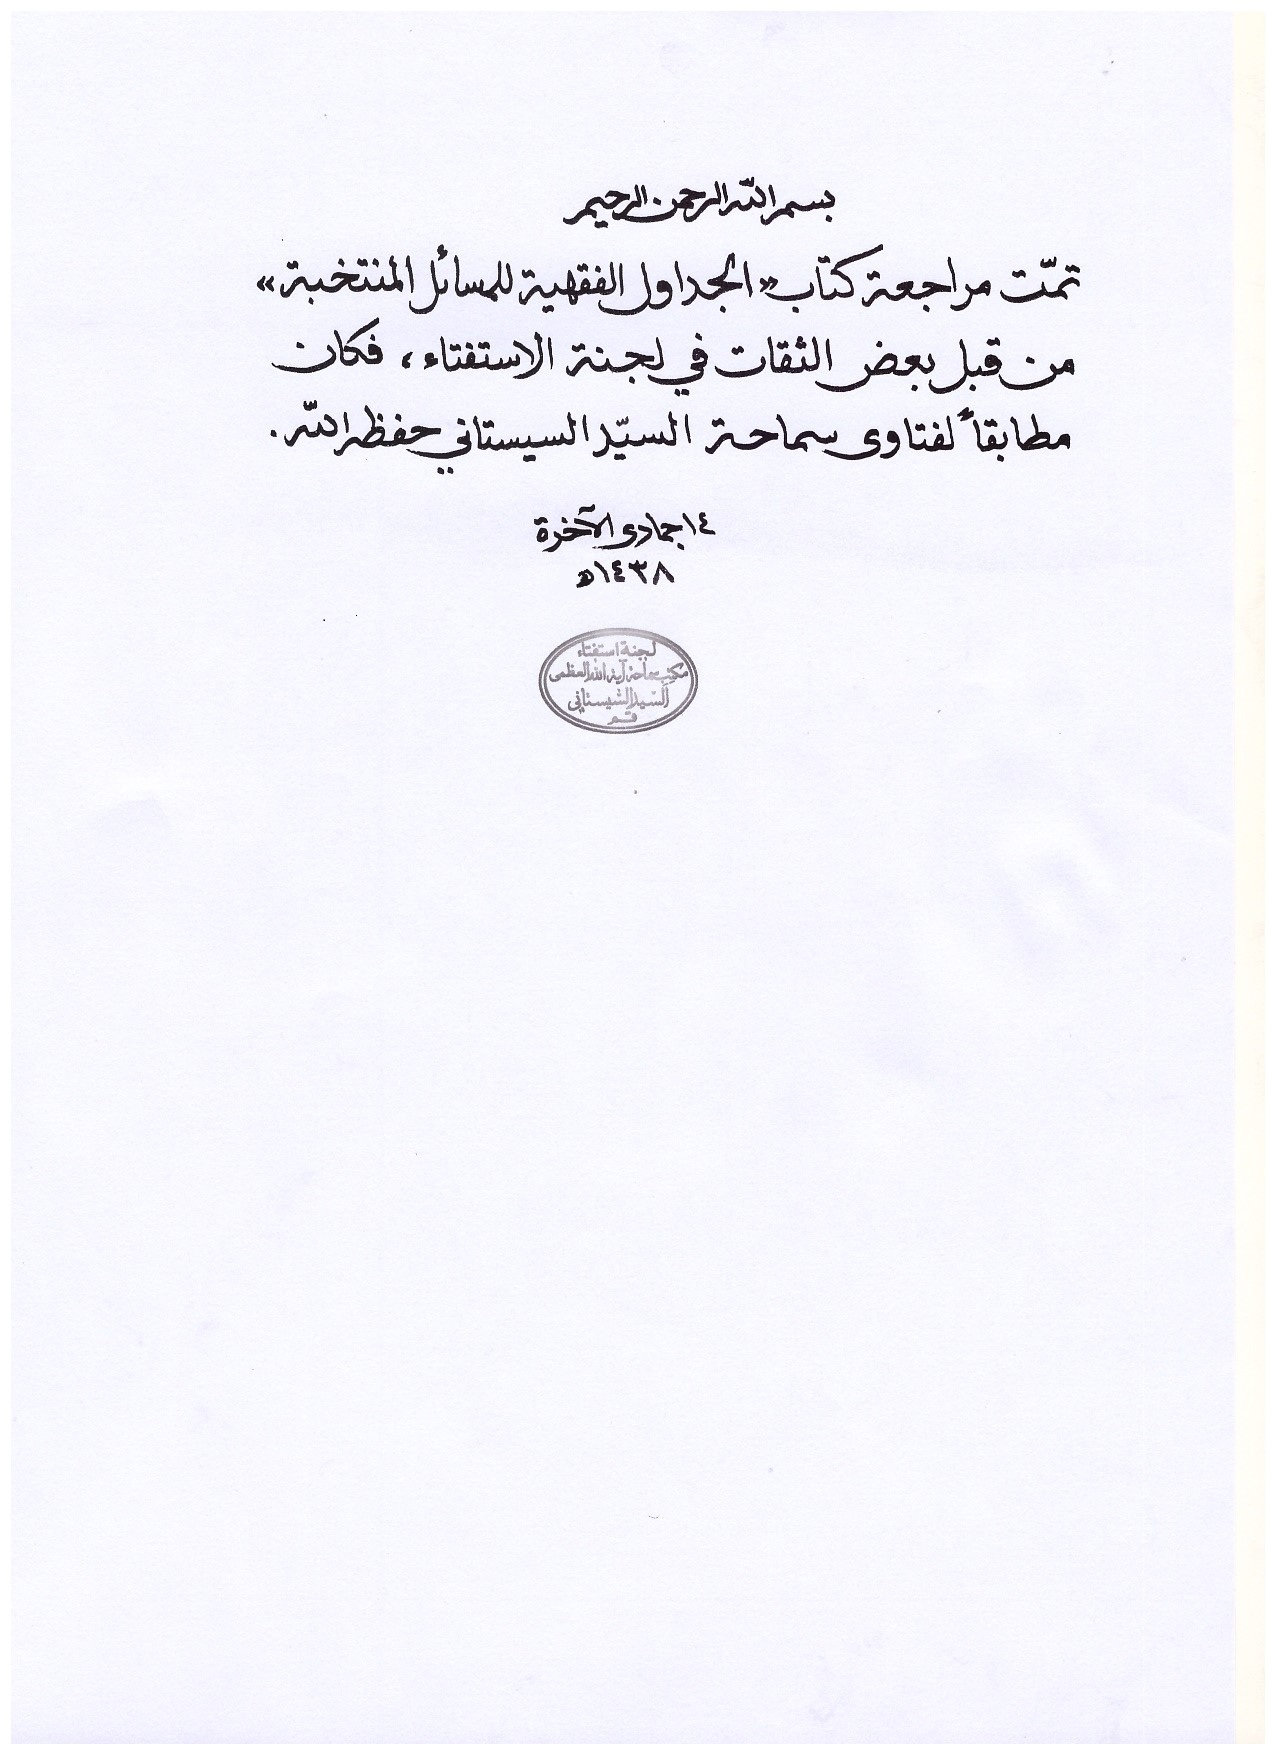 بسم الله الرحمن الرحيم
تمّت مراجعة كتاب «الجداول الفقهية للمسائل المنتخبة»
من قبل بعض الثقات في لجنة الاستفتاء، فكان
مطابقاً لفتاوى سماحة السيّد السيستاني حفظه الله.
١٤ جمادى الآخرة
١٤٣٨ه
لجنة استفتاء
مكتب سماحة آية الله العظمى
السيد السيستاني
قم